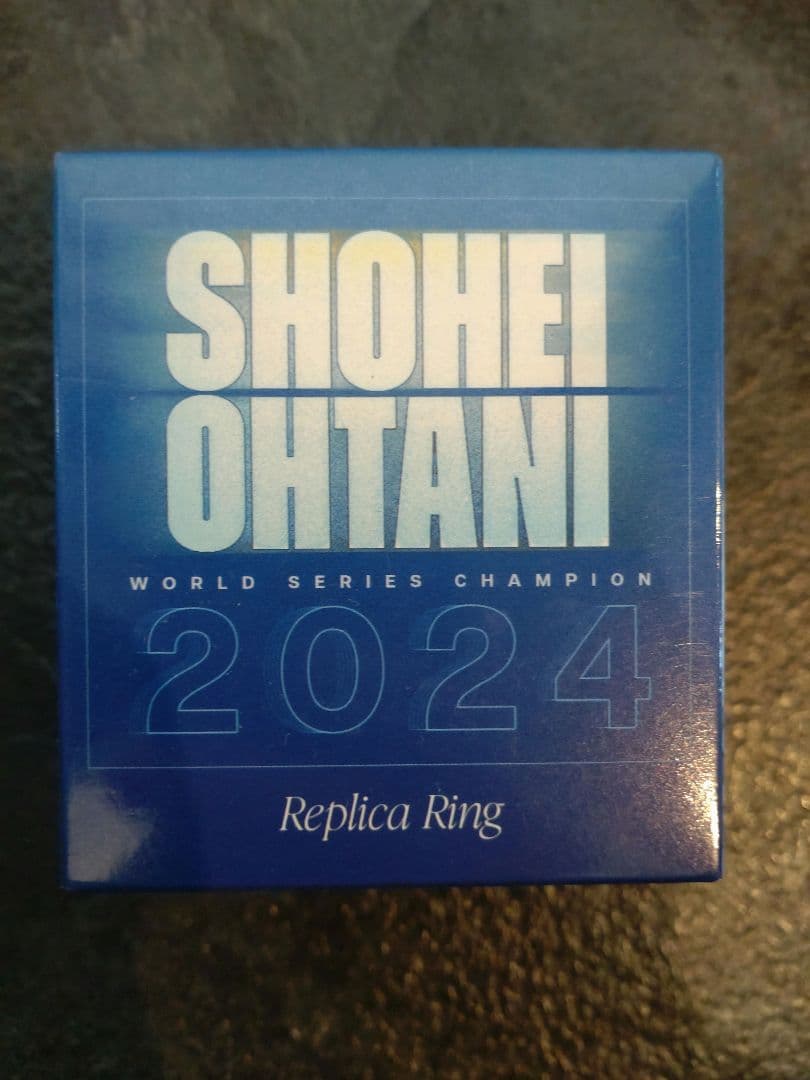 SHOHEI
OHTANI
WORLD SERIES CHAMPION
2024
Replica Ring